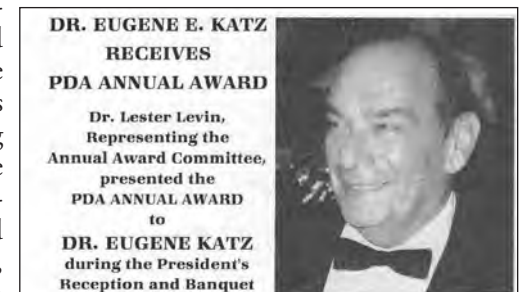 DR. EUGENE E. KATZ
RECEIVES
PDA ANNUAL AWARD
Dr. Lester Levin,
Representing the
Annual Award Committee,
presented the
PDA ANNUAL AWARD
to
DR. EUGENE KATZ
during the President's
Reception and Banquet